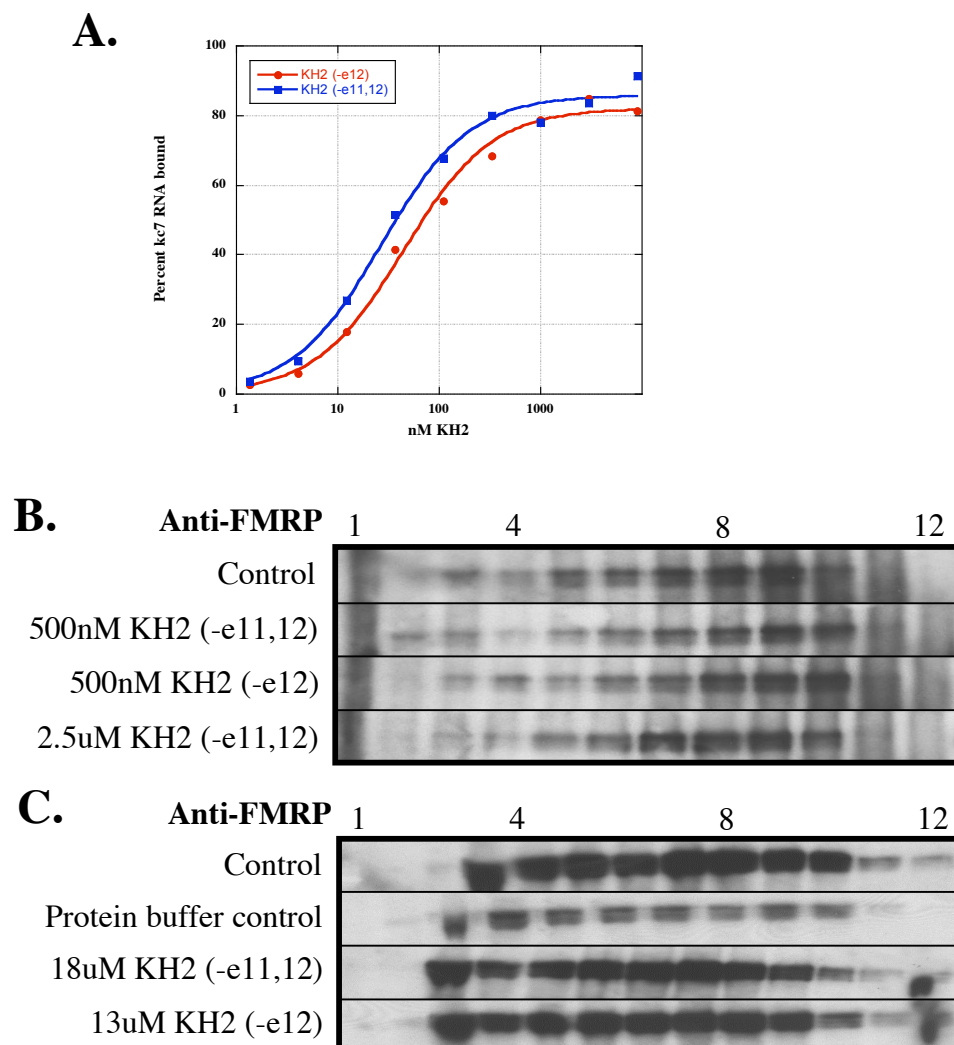 A.
100
80
60
40
20
0
KH2 (-e12)
KH2 (-e11,12)
Percent kc7 RNA bound
1 10 100 1000
nM KH2
B. Anti-FMRP 1 4 8 12
Control
500nM KH2 (-e11,12)
500nM KH2 (-e12)
2.5uM KH2 (-e11,12)
C. Anti-FMRP 1 4 8 12
Control
Protein buffer control
18uM KH2 (-e11,12)
13uM KH2 (-e12)